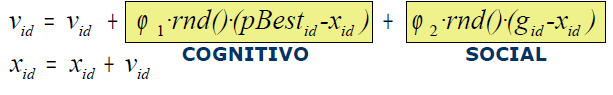 v_id = v_id + φ_1·rnd()·(pBest_id-x_id) + φ_2·rnd()·(g_id-x_id)
COGNITIVO SOCIAL
x_id = x_id + v_id